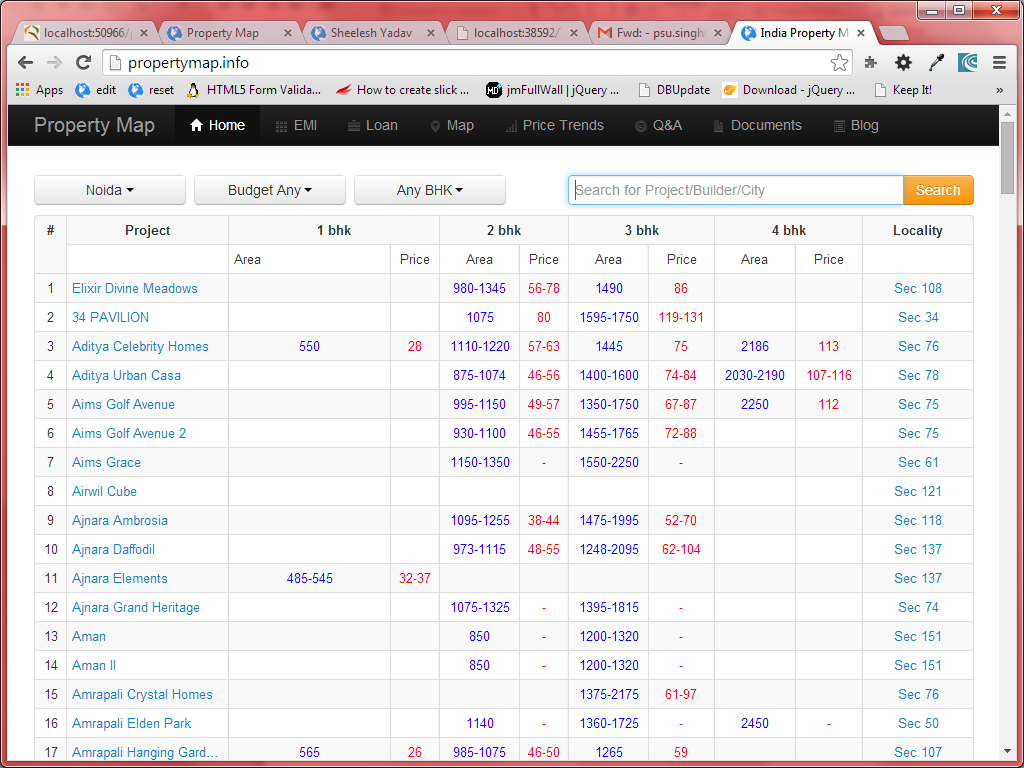 localhost:50966/ Property Map Sheelesh Yadav localhost:38592/ Fwd: - psu.singh India Property M
propertymap.info
Apps edit reset HTML5 Form Valida... How to create slick ... jmFullWall | jQuery ... DBUpdate Download - jQuery ... Keep It! »
Property Map Home EMI Loan Map Price Trends Q&A Documents Blog
Noida Budget Any Any BHK Search for Project/Builder/City Search
# Project 1 bhk 2 bhk 3 bhk 4 bhk Locality
Area Price Area Price Area Price Area Price
1 Elixir Divine Meadows 980-1345 56-78 1490 86 Sec 108
2 34 PAVILION 1075 80 1595-1750 119-131 Sec 34
3 Aditya Celebrity Homes 550 28 1110-1220 57-63 1445 75 2186 113 Sec 76
4 Aditya Urban Casa 875-1074 46-56 1400-1600 74-84 2030-2190 107-116 Sec 78
5 Aims Golf Avenue 995-1150 49-57 1350-1750 67-87 2250 112 Sec 75
6 Aims Golf Avenue 2 930-1100 46-55 1455-1765 72-88 Sec 75
7 Aims Grace 1150-1350 - 1550-2250 - Sec 61
8 Airwil Cube Sec 121
9 Ajnara Ambrosia 1095-1255 38-44 1475-1995 52-70 Sec 118
10 Ajnara Daffodil 973-1115 48-55 1248-2095 62-104 Sec 137
11 Ajnara Elements 485-545 32-37 Sec 137
12 Ajnara Grand Heritage 1075-1325 - 1395-1815 - Sec 74
13 Aman 850 - 1200-1320 - Sec 151
14 Aman II 850 - 1200-1320 - Sec 151
15 Amrapali Crystal Homes 1375-2175 61-97 Sec 76
16 Amrapali Elden Park 1140 - 1360-1725 - 2450 - Sec 50
17 Amrapali Hanging Gard... 565 26 985-1075 46-50 1265 59 Sec 107